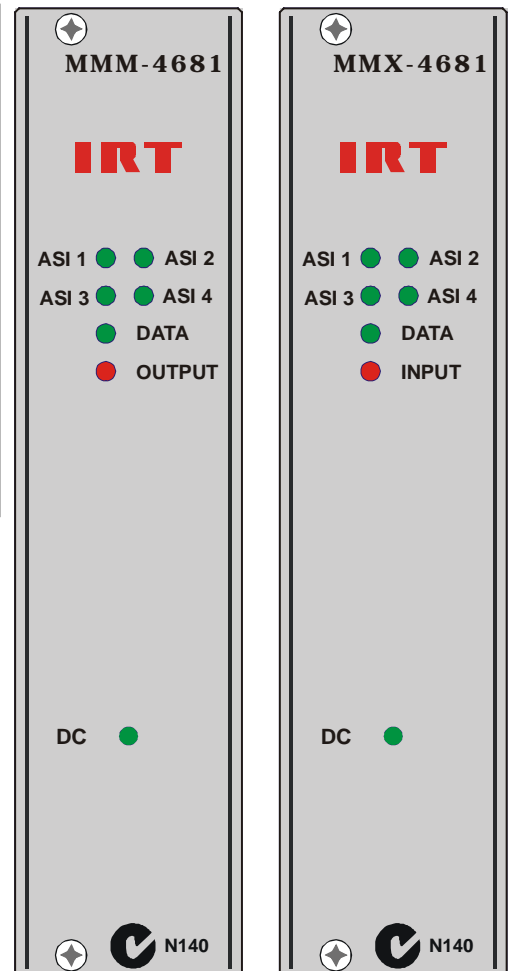 MMM-4681
IRT
ASI 1 ASI 2
ASI 3 ASI 4
DATA
OUTPUT
DC
N140
MMX-4681
IRT
ASI 1 ASI 2
ASI 3 ASI 4
DATA
INPUT
DC
N140